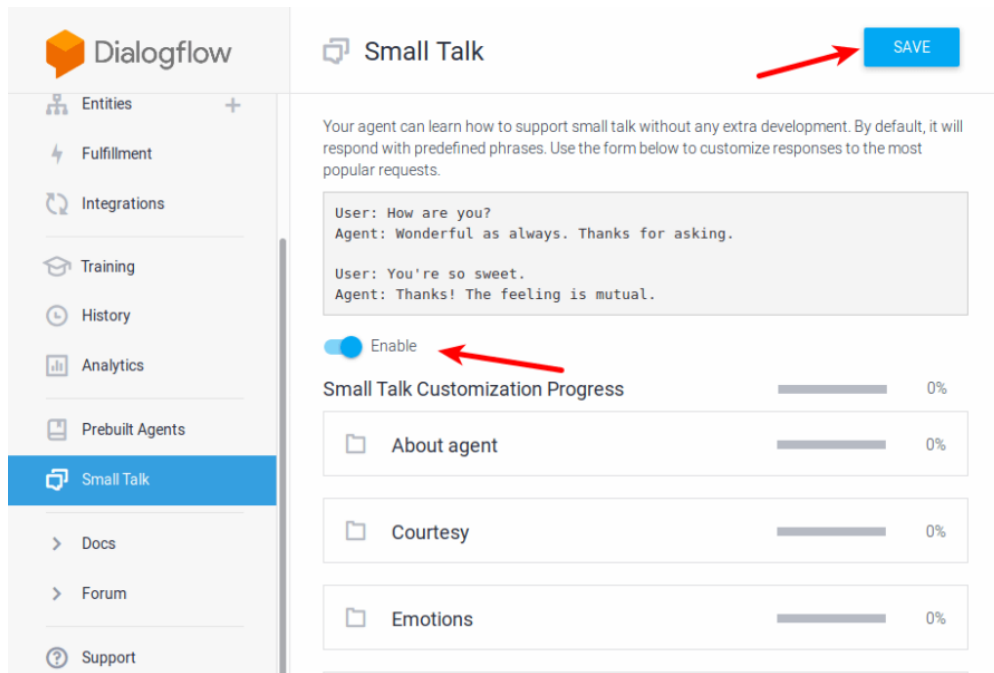 Dialogflow
Entities
Fulfillment
Integrations
Training
History
Analytics
Prebuilt Agents
Small Talk
Docs
Forum
Support
Small Talk
SAVE
Your agent can learn how to support small talk without any extra development. By default, it will
respond with predefined phrases. Use the form below to customize responses to the most
popular requests.
User: How are you?
Agent: Wonderful as always. Thanks for asking.
User: You're so sweet.
Agent: Thanks! The feeling is mutual.
Enable
Small Talk Customization Progress 0%
About agent 0%
Courtesy 0%
Emotions 0%